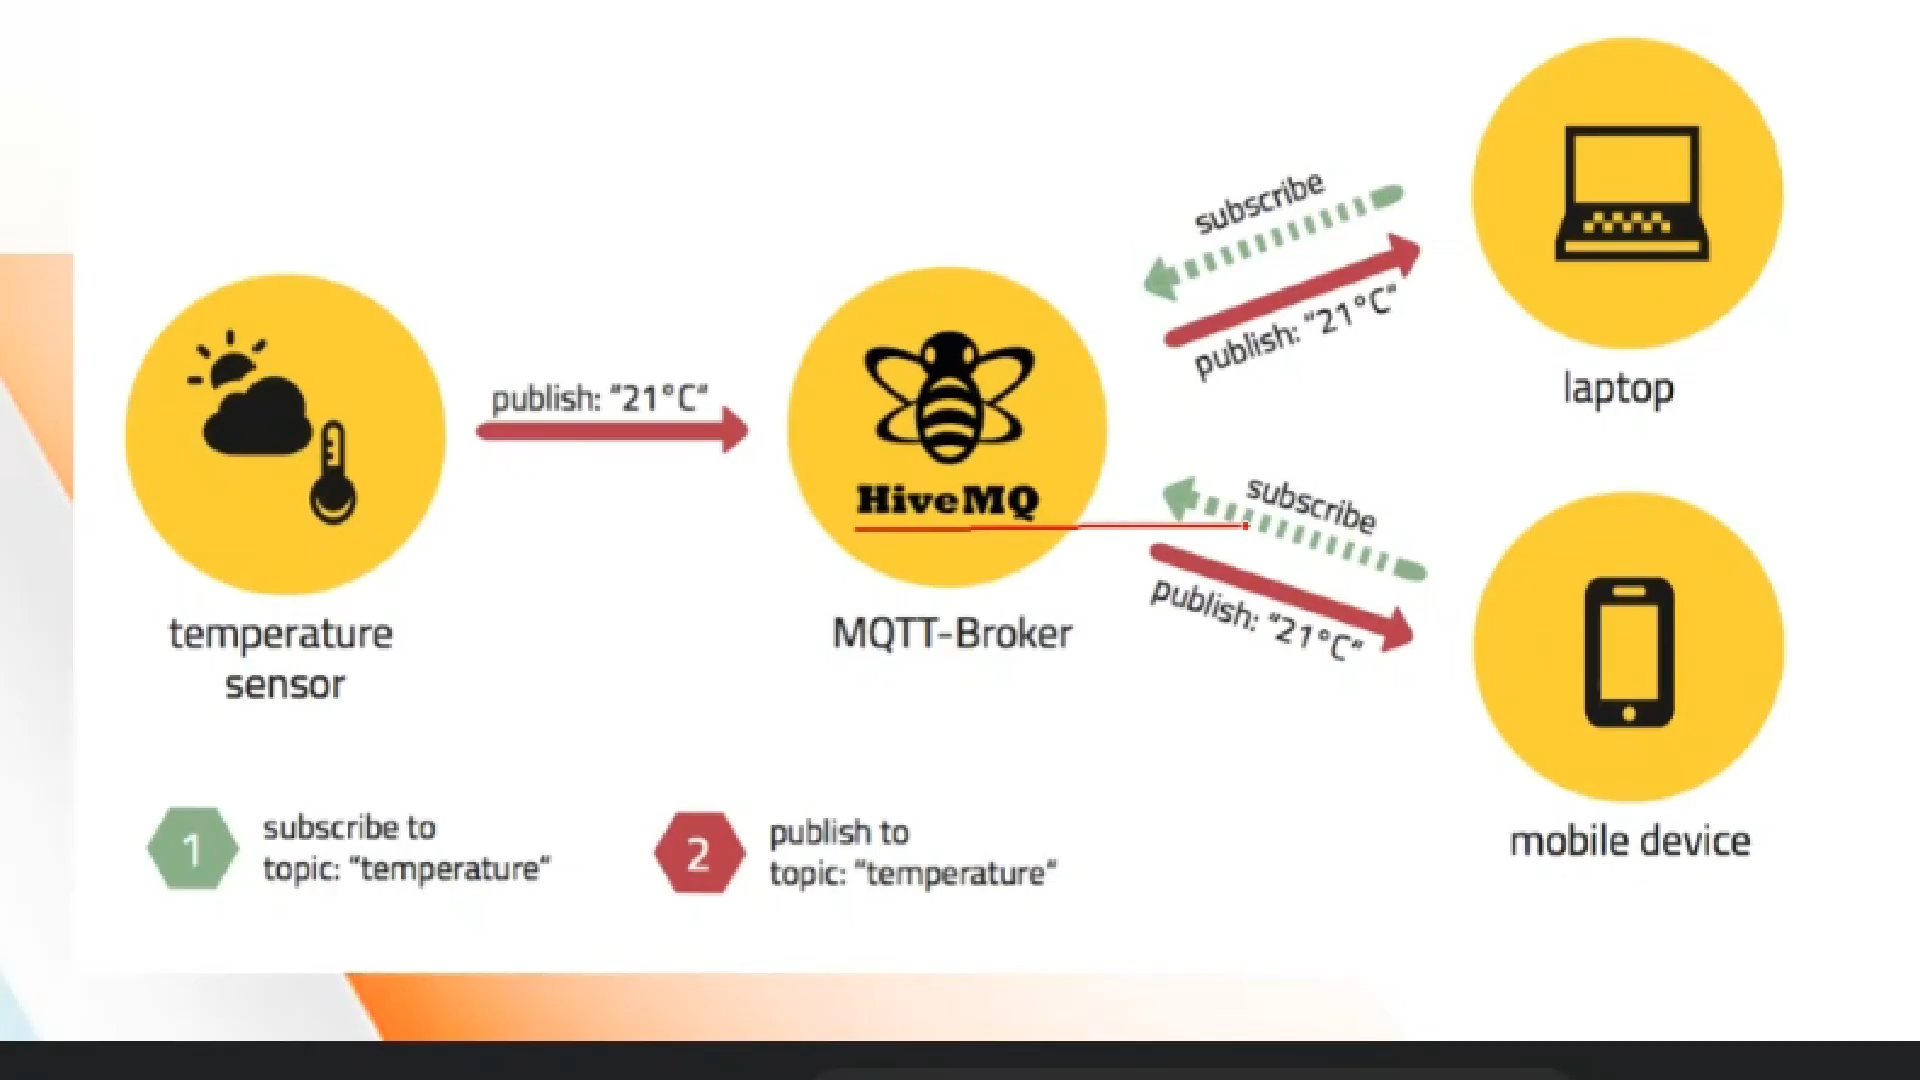 subscribe
publish: "21°C"
laptop
publish: "21°C"
HiveMQ
subscribe
publish: "21°C"
temperature
sensor
MQTT-Broker
mobile device
1
subscribe to
topic: "temperature"
2
publish to
topic: "temperature"